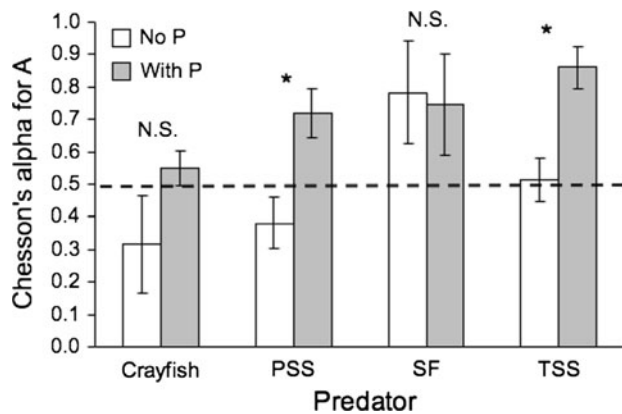 Chesson's alpha for A
1.0
0.9
0.8
0.7
0.6
0.5
0.4
0.3
0.2
0.1
0.0
No P
With P
N.S.
*
N.S.
*
Crayfish PSS SF TSS
Predator